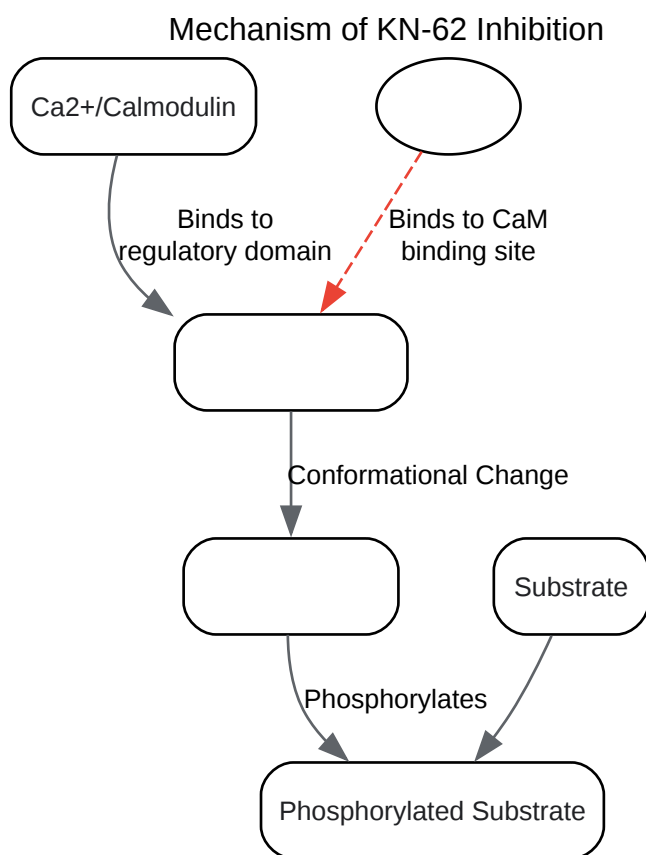 Mechanism of KN-62 Inhibition
Ca2+/Calmodulin
Binds to
regulatory domain
Binds to CaM
binding site
Conformational Change
Substrate
Phosphorylates
Phosphorylated Substrate